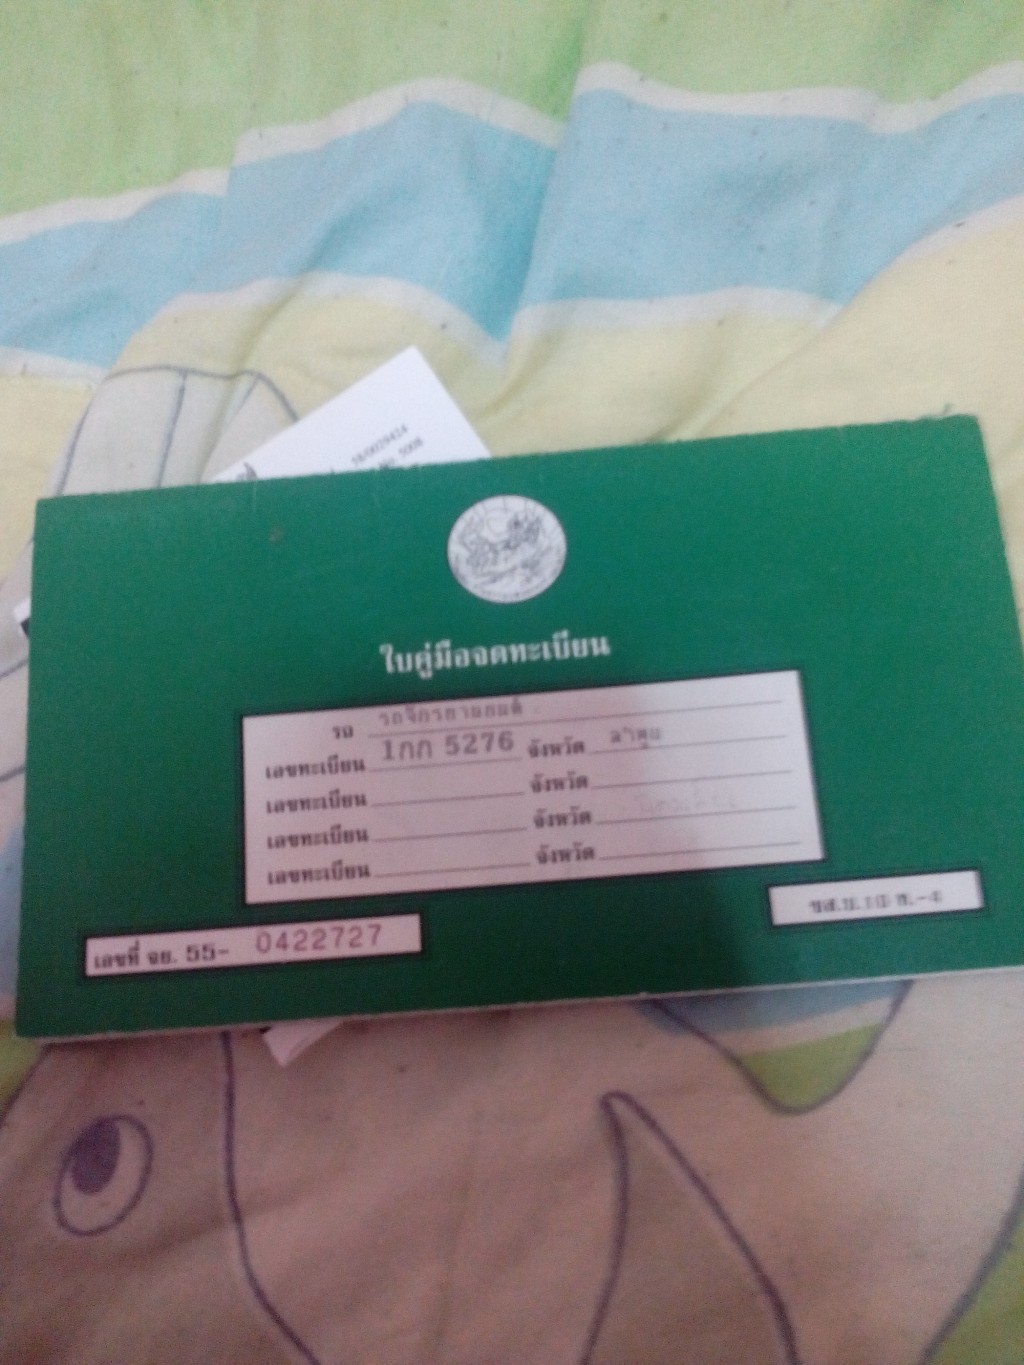 18/0029424
5008
ใบคู่มือจดทะเบียน
รถ รถจักรยานยนต์
เลขทะเบียน 1กก 5276 จังหวัด ลำพูน
เลขทะเบียน จังหวัด
เลขทะเบียน จังหวัด
เลขทะเบียน จังหวัด
เลขที่ จย. 55- 0422727